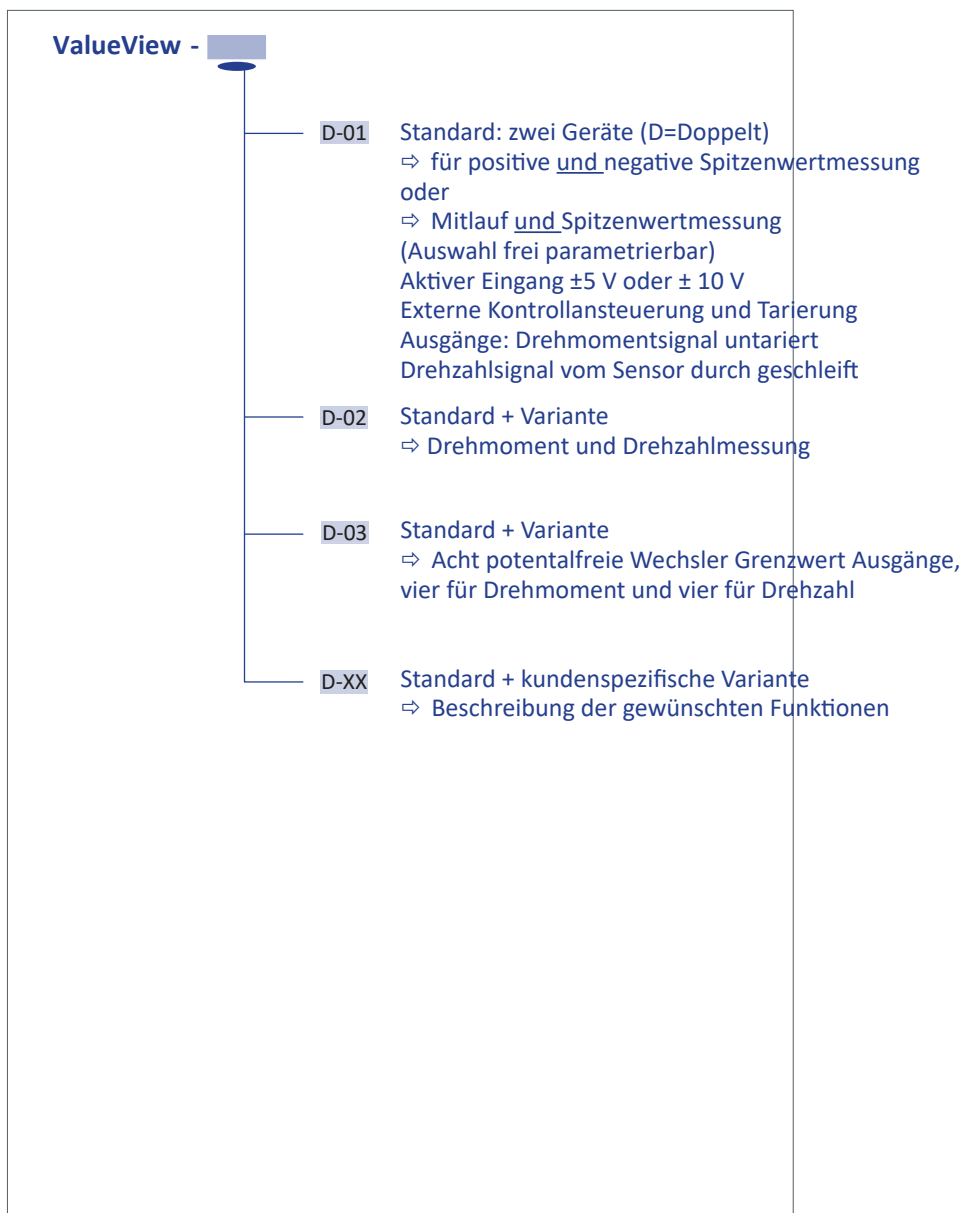 ValueView -
D-01 Standard: zwei Geräte (D=Doppelt)
⇨ für positive und negative Spitzenwertmessung
oder
⇨ Mitlauf und Spitzenwertmessung
(Auswahl frei parametrierbar)
Aktiver Eingang ±5 V oder ± 10 V
Externe Kontrollansteuerung und Tarierung
Ausgänge: Drehmomentsignal untariert
Drehzahlsignal vom Sensor durch geschleift
D-02 Standard + Variante
⇨ Drehmoment und Drehzahlmessung
D-03 Standard + Variante
⇨ Acht potentalfreie Wechsler Grenzwert Ausgänge,
vier für Drehmoment und vier für Drehzahl
D-XX Standard + kundenspezifische Variante
⇨ Beschreibung der gewünschten Funktionen